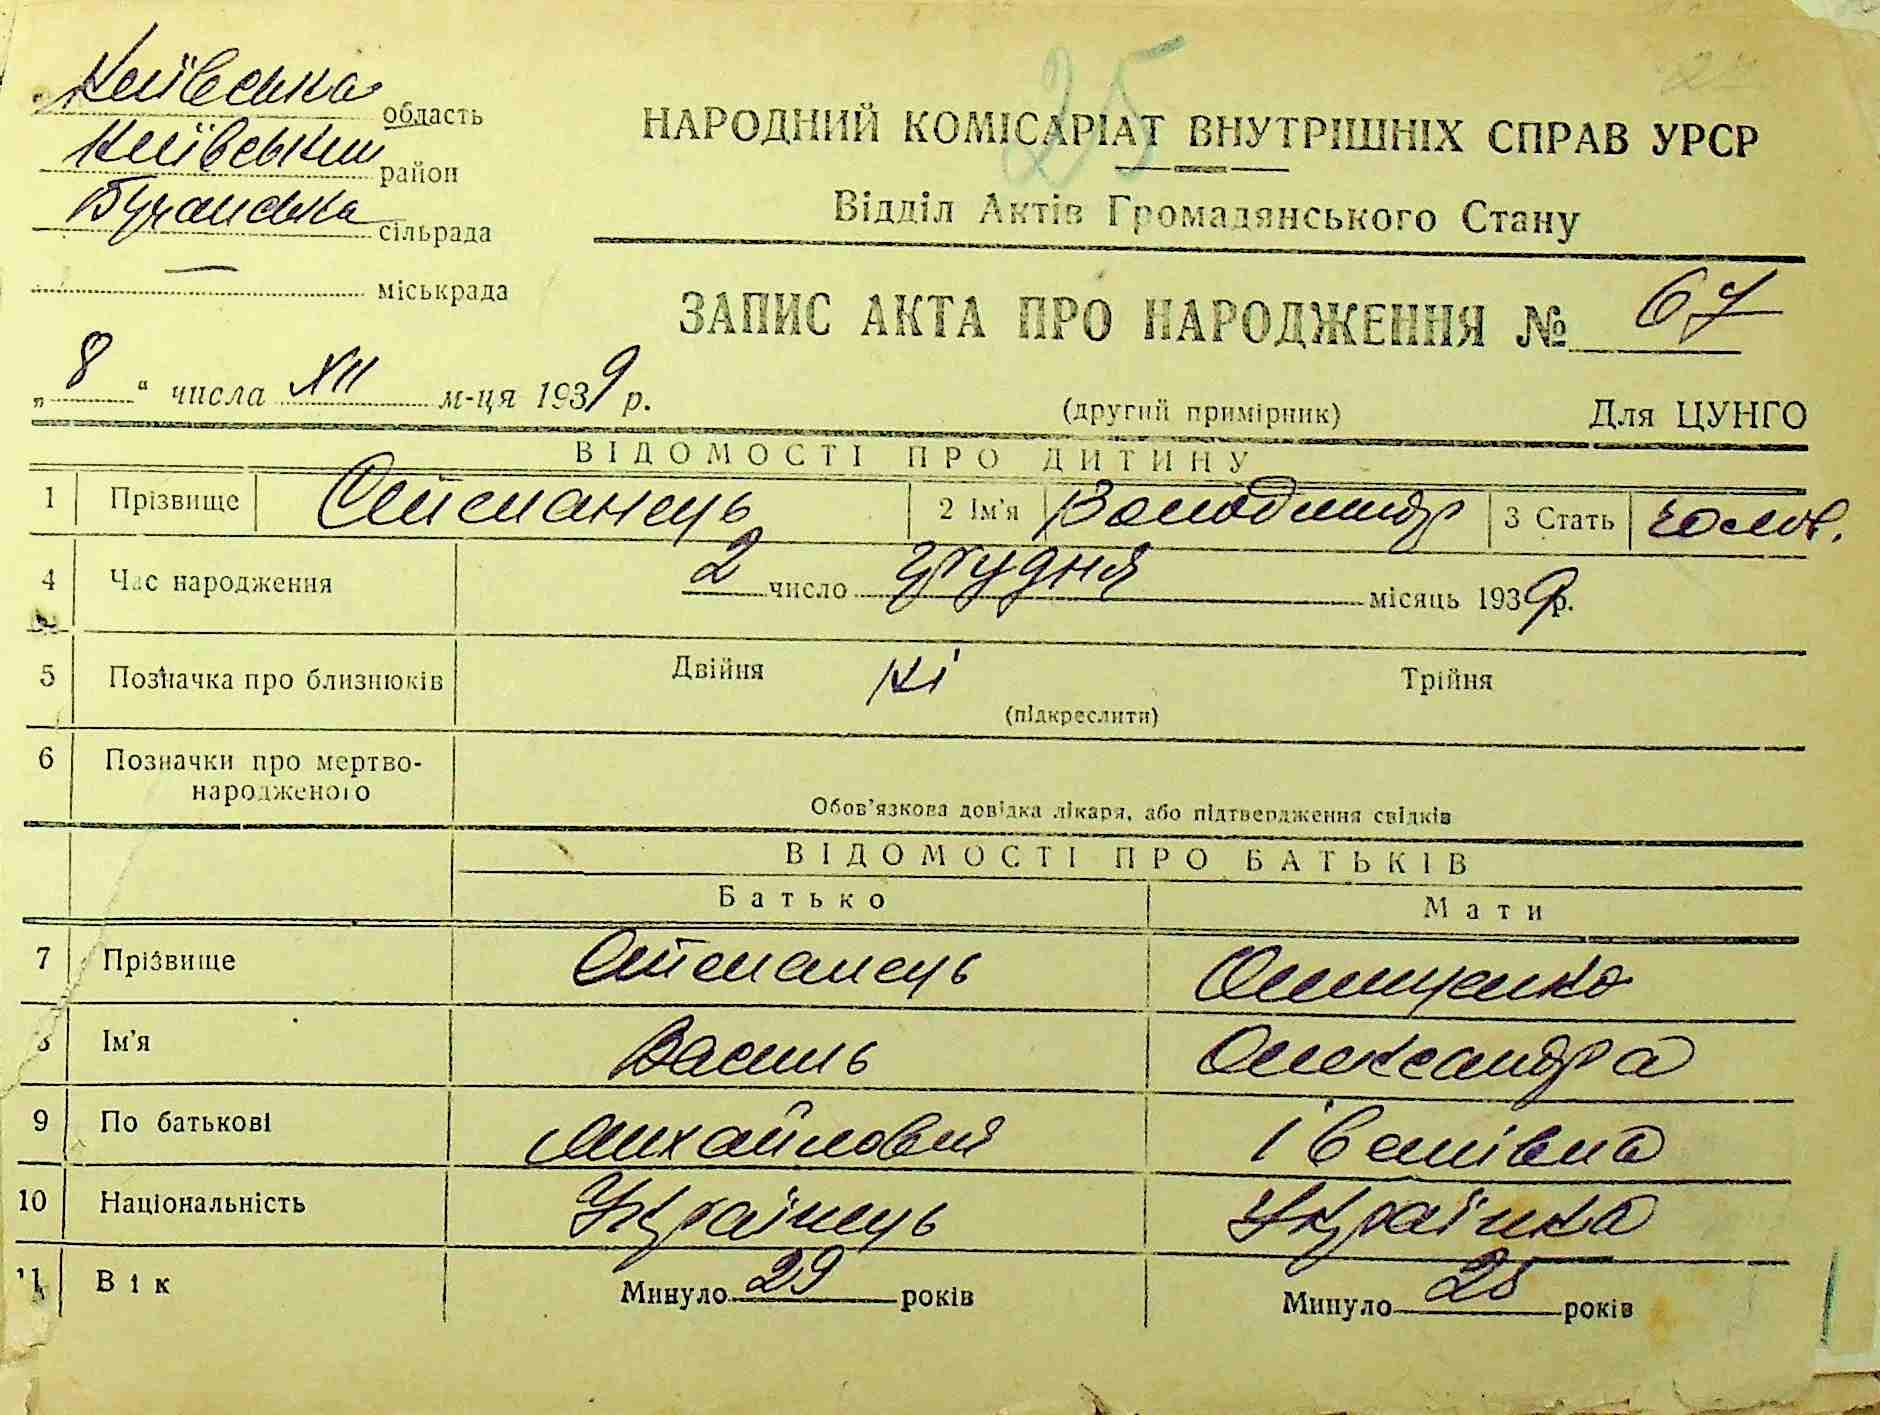 Київська область
Київський район
Бучанська сільрада
— міськрада
25
НАРОДНИЙ КОМІСАРІАТ ВНУТРІШНІХ СПРАВ УРСР
Відділ Актів Громадянського Стану
ЗАПИС АКТА ПРО НАРОДЖЕННЯ № 67
„ 8 “ числа XII м-ця 1939 р.
(другий примірник) Для ЦУНГО
ВІДОМОСТІ ПРО ДИТИНУ
1 Прізвище Степанець 2 Ім'я Володимир 3 Стать чолов.
4 Час народження 2 число грудня місяць 1939 р.
5 Позначка про близнюків Двійня ні Трійня
(підкреслити)
6 Позначки про мертво-
народженого
Обов'язкова довідка лікаря, або підтвердження свідків
ВІДОМОСТІ ПРО БАТЬКІВ
Батько Мати
7 Прізвище Степанець Онищенко
8 Ім'я Василь Олександра
9 По батькові Михайлович Іванівна
10 Національність Українець Українка
11 Вік Минуло 29 років Минуло 25 років